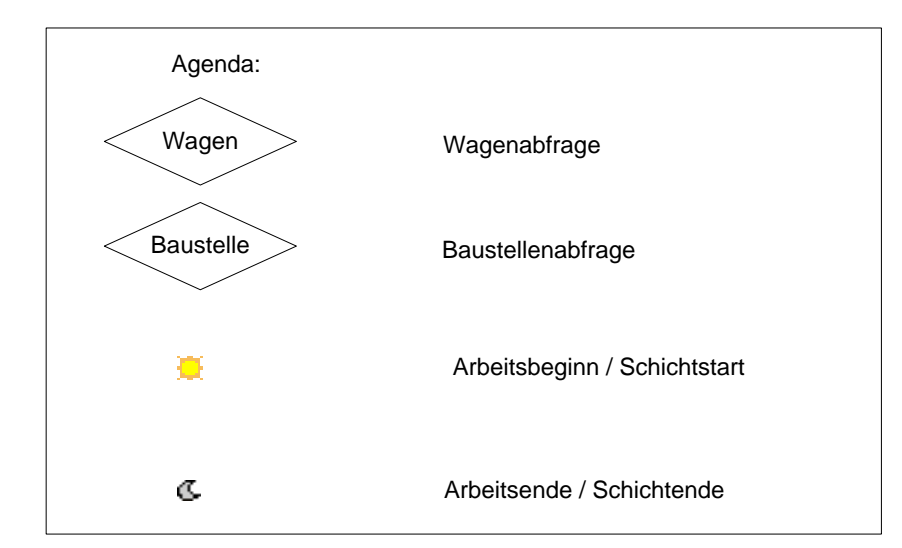 Agenda:
Wagen
Wagenabfrage
Baustelle
Baustellenabfrage
Arbeitsbeginn / Schichtstart
Arbeitsende / Schichtende